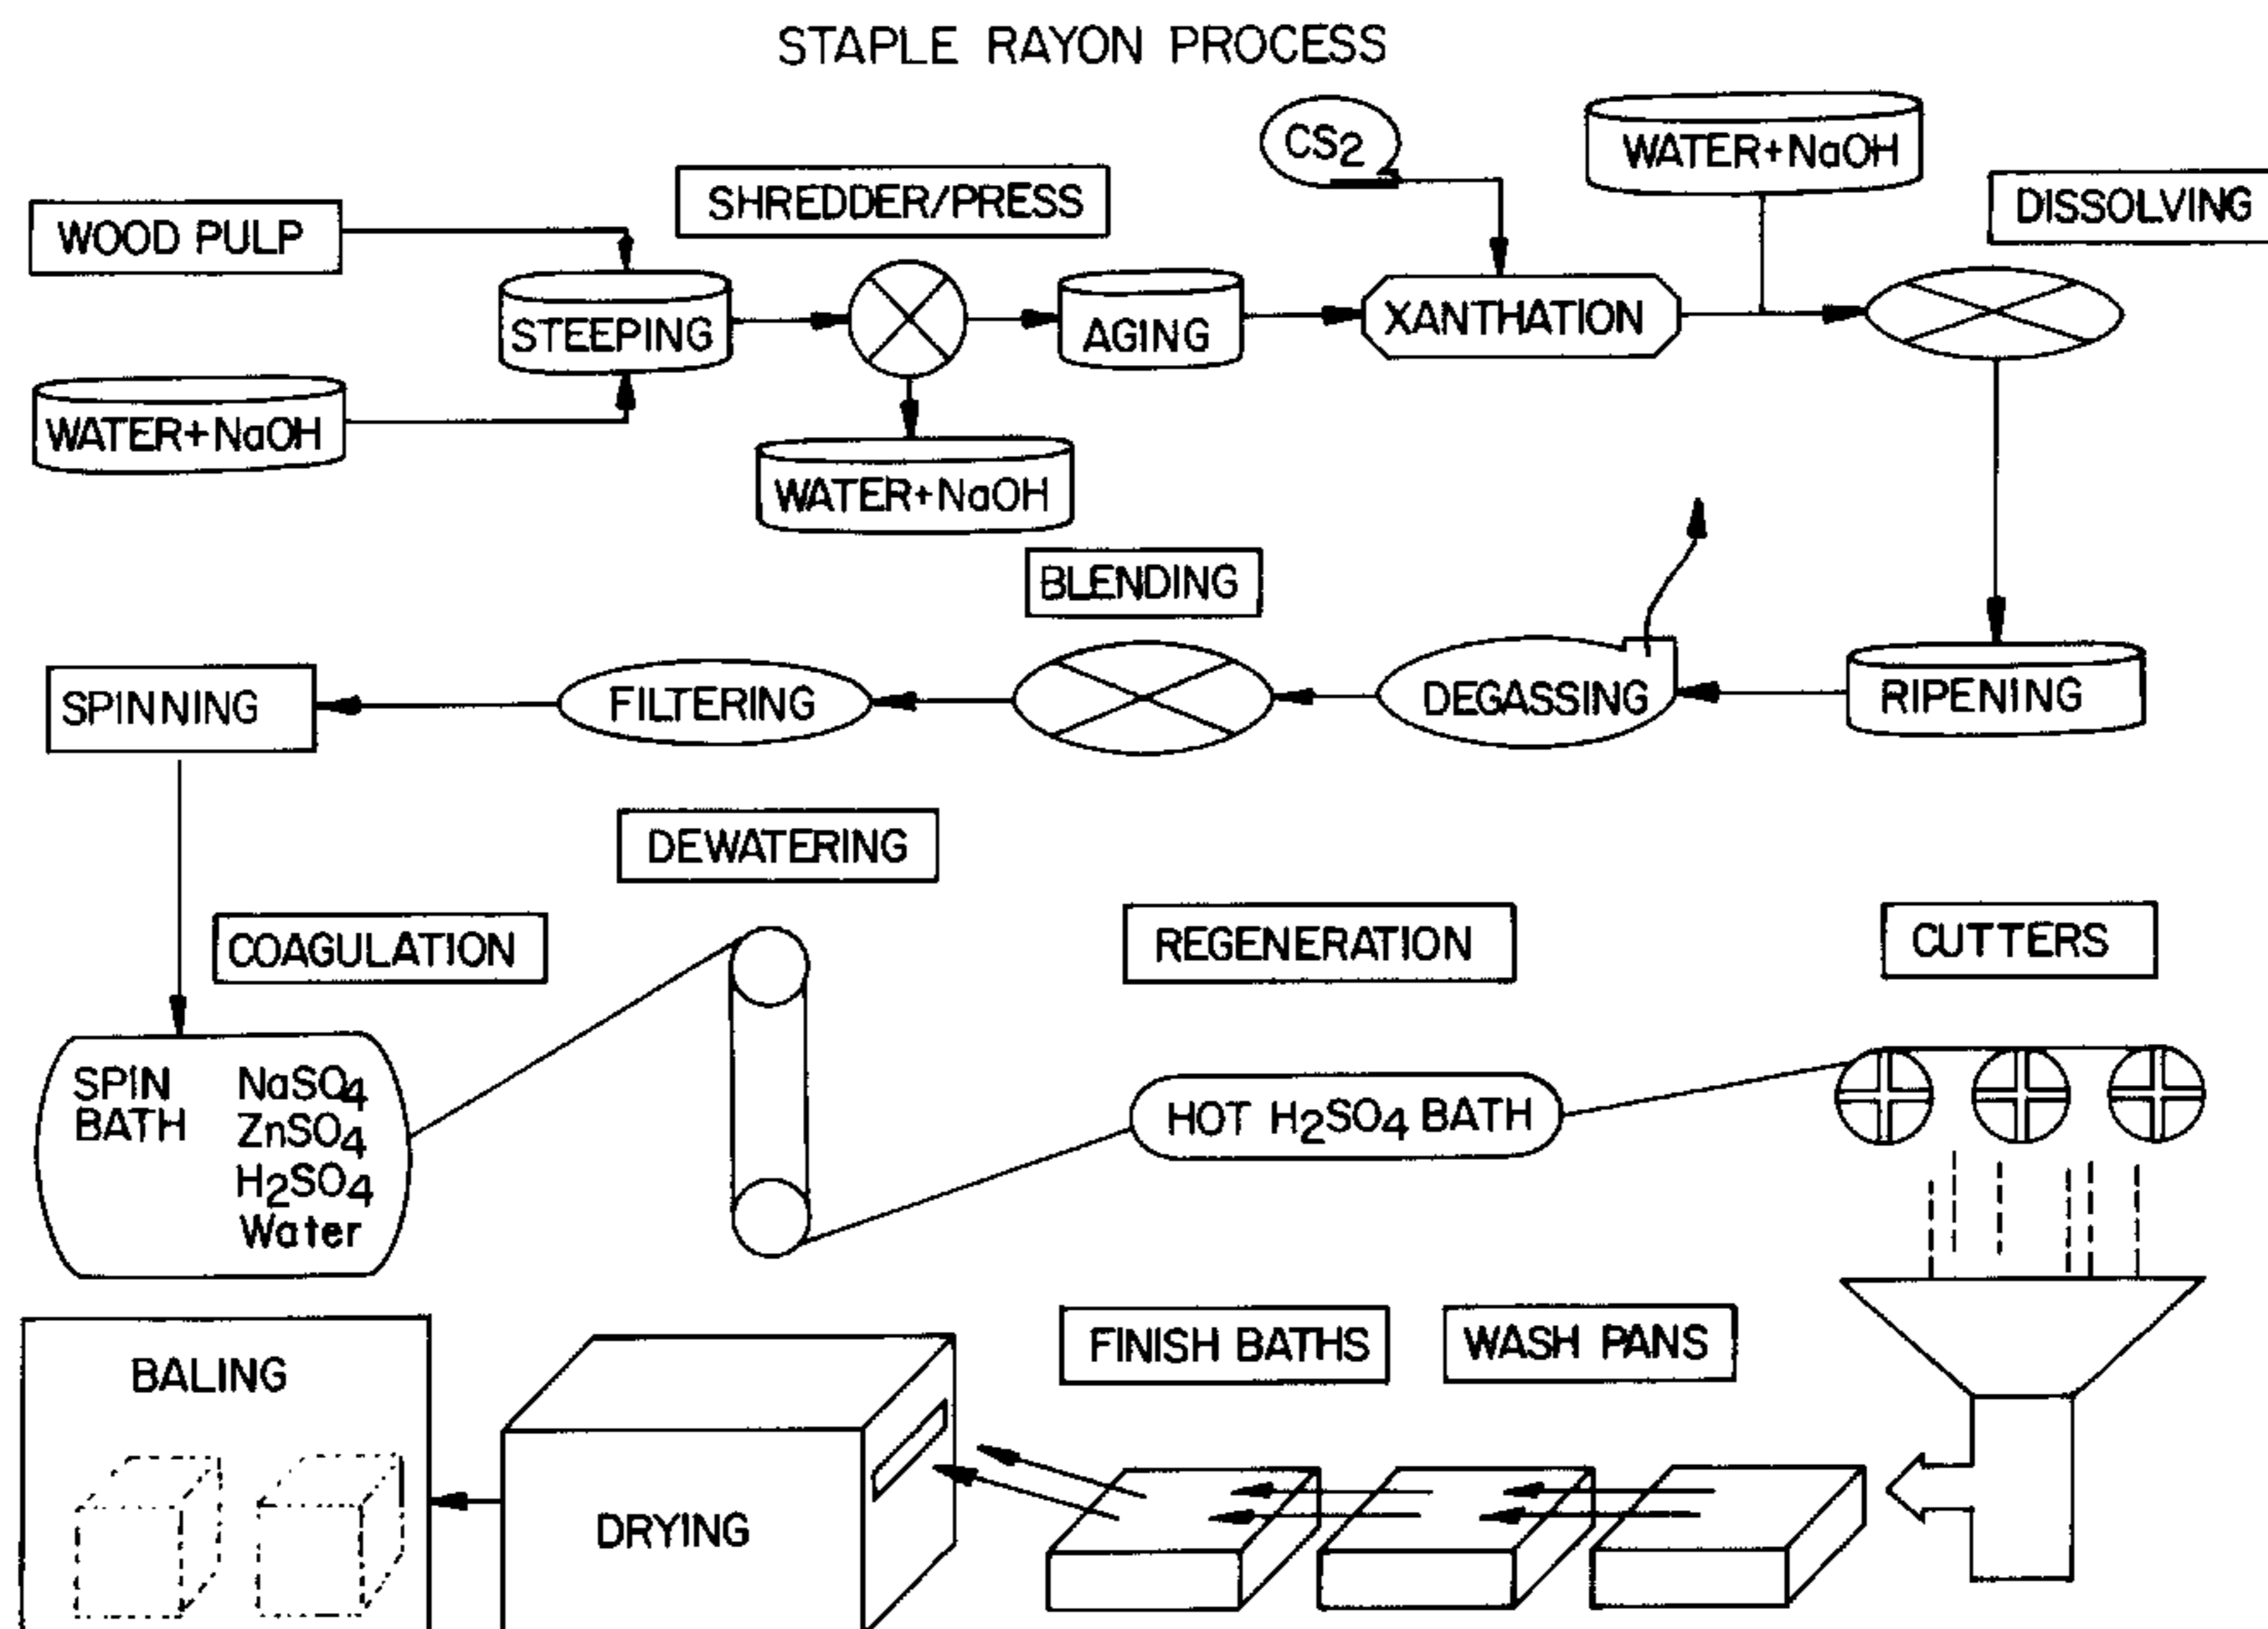 STAPLE RAYON PROCESS
CS2
WATER+NaOH
WOOD PULP
SHREDDER/PRESS
DISSOLVING
STEEPING
AGING
XANTHATION
WATER+NaOH
WATER+NaOH
BLENDING
SPINNING
FILTERING
DEGASSING
RIPENING
DEWATERING
COAGULATION
REGENERATION
CUTTERS
SPIN
BATH
NaSO4
ZnSO4
H2SO4
Water
HOT H2SO4 BATH
BALING
DRYING
FINISH BATHS
WASH PANS